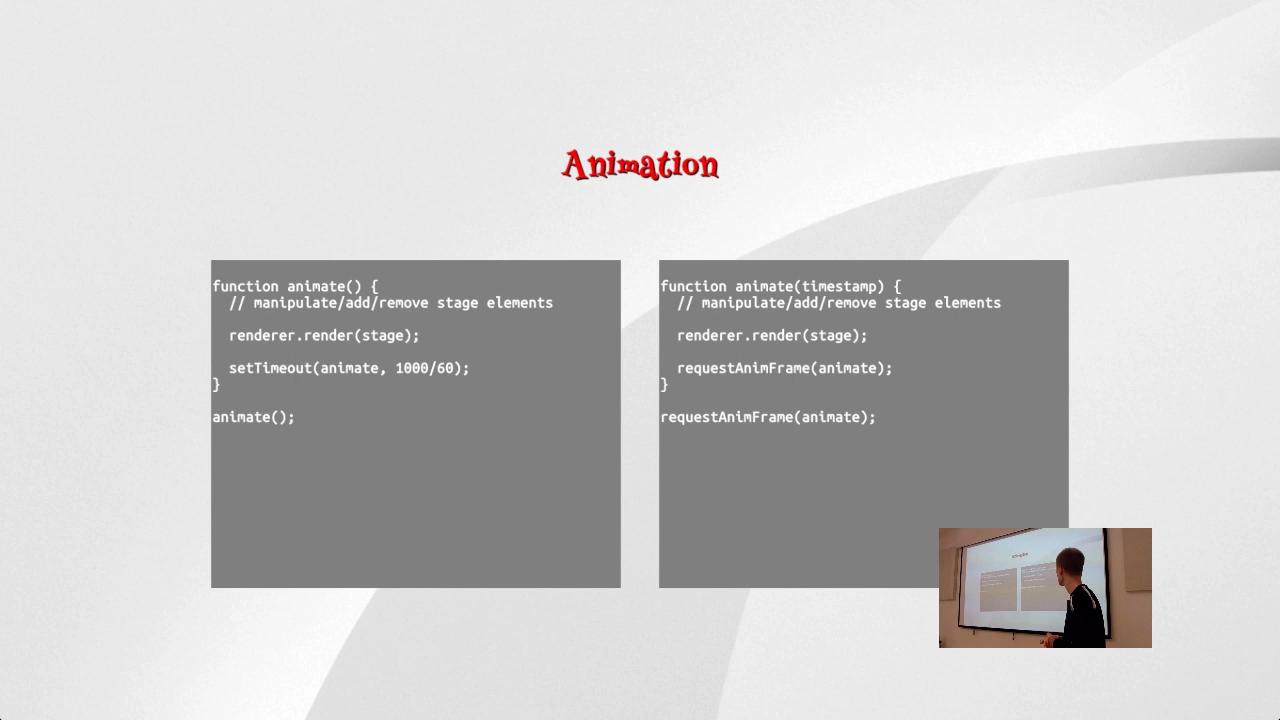 Animation
function animate() {
  // manipulate/add/remove stage elements
  renderer.render(stage);
  setTimeout(animate, 1000/60);
}
animate();
function animate(timestamp) {
  // manipulate/add/remove stage elements
  renderer.render(stage);
  requestAnimFrame(animate);
}
requestAnimFrame(animate);